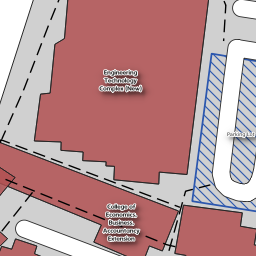 Engineering
Technology
Complex (New)
Parking Lot
College of
Economics,
Business,
Accountancy
Extension